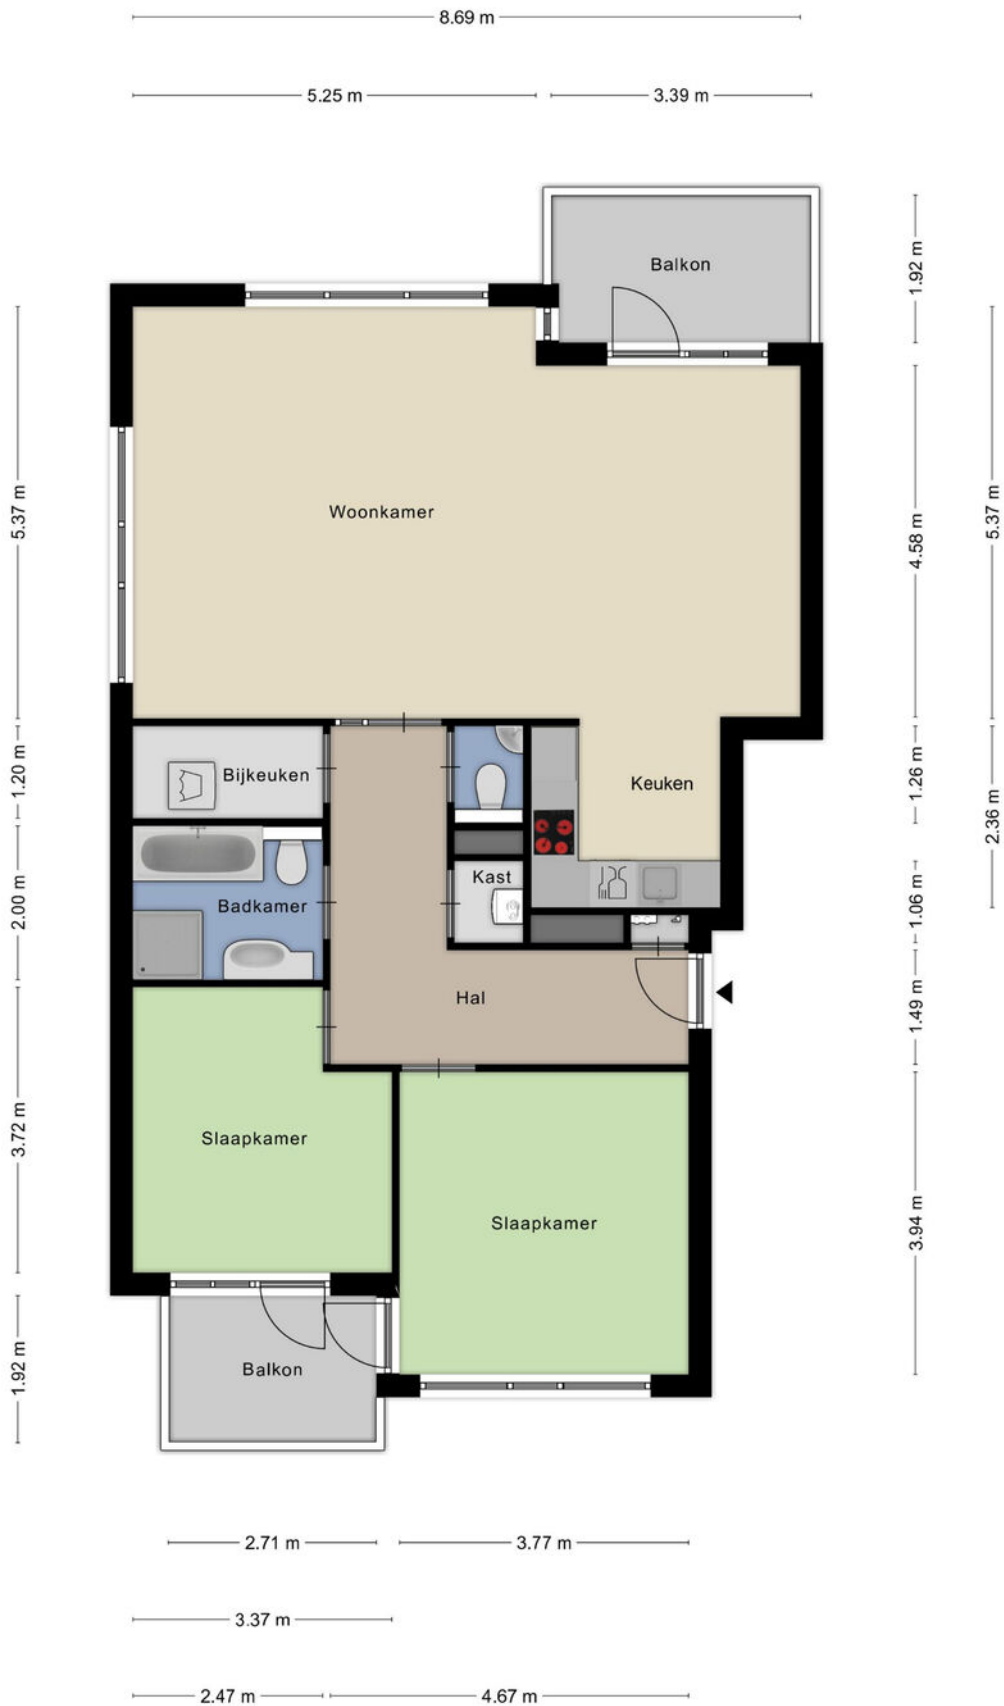 8.69 m
5.25 m
3.39 m
Balkon
1.92 m
5.37 m
Woonkamer
4.58 m
5.37 m
1.20 m
Bijkeuken
Keuken
1.26 m
2.36 m
2.00 m
Badkamer
Kast
1.06 m
Hal
1.49 m
3.72 m
Slaapkamer
Slaapkamer
3.94 m
1.92 m
Balkon
2.71 m
3.77 m
3.37 m
2.47 m
4.67 m